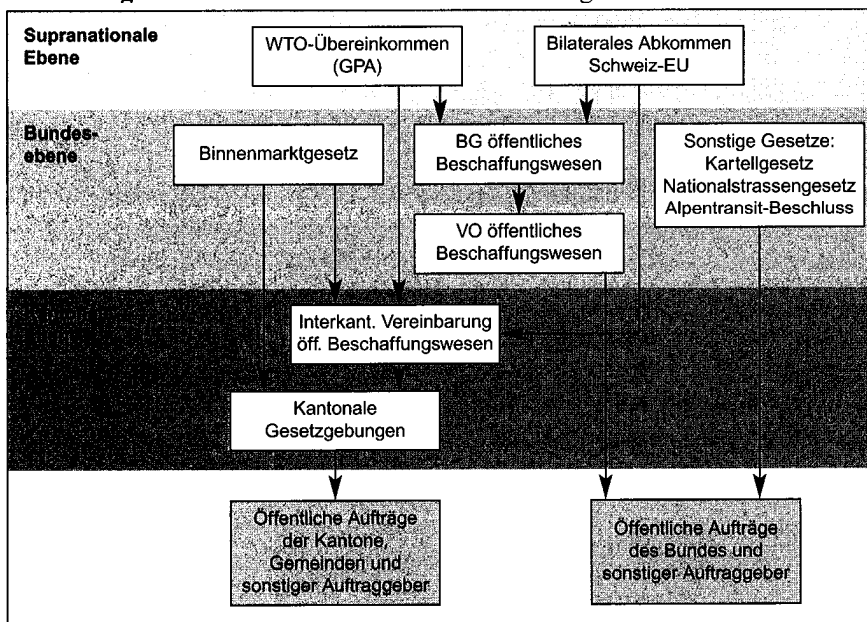 Supranationale
Ebene
WTO-Übereinkommen
(GPA)
Bilaterales Abkommen
Schweiz-EU
Bundes-
ebene
Binnenmarktgesetz
BG öffentliches
Beschaffungswesen
Sonstige Gesetze:
Kartellgesetz
Nationalstrassengesetz
Alpentransit-Beschluss
VO öffentliches
Beschaffungswesen
Interkant. Vereinbarung
öff. Beschaffungswesen
Kantonale
Gesetzgebungen
Öffentliche Aufträge
der Kantone,
Gemeinden und
sonstiger Auftraggeber
Öffentliche Aufträge
des Bundes und
sonstiger Auftraggeber